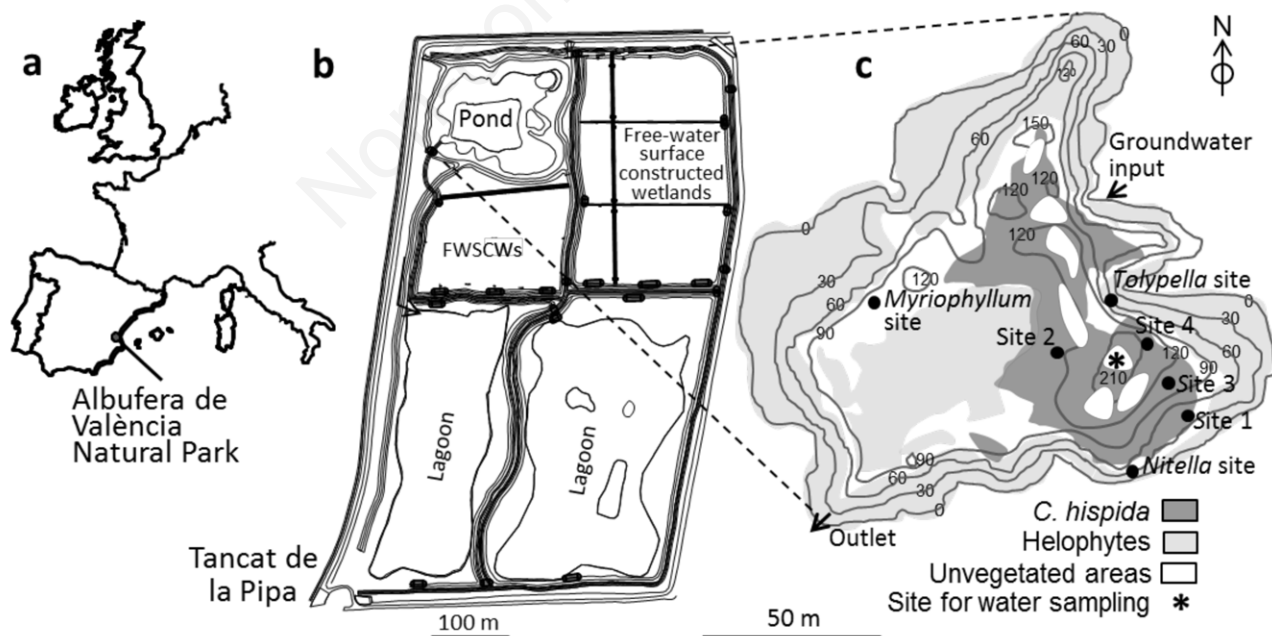 a
Albufera de
València
Natural Park
b
Pond
Free-water
surface
constructed
wetlands
FWSCWs
Lagoon
Lagoon
Tancat de
la Pipa
100 m
c
N
0
60
30
120
60
150
Groundwater
input
120
120
120
0
30
60
90
120
Myriophyllum
site
Tolypella site
0
30
Site 2
Site 4
120
60
90
210
Site 3
Site 1
Nitella site
90
60
30
0
Outlet
C. hispida
Helophytes
Unvegetated areas
Site for water sampling *
50 m